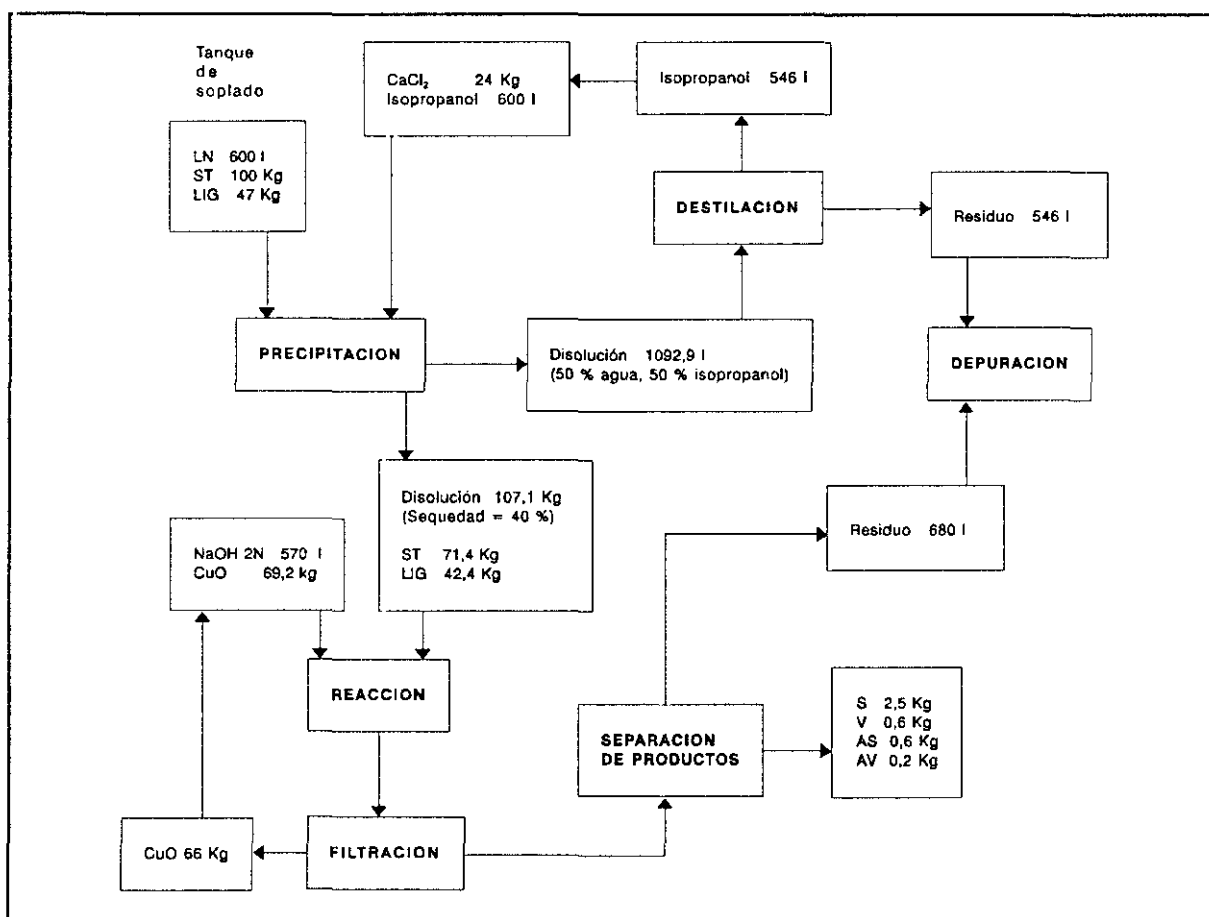 Tanque
de
soplado
LN 600 l
ST 100 Kg
LIG 47 Kg
CaCl₂ 24 Kg
Isopropanol 600 l
Isopropanol 546 l
DESTILACION
Residuo 546 l
PRECIPITACION
Disolución 1092,9 l
(50 % agua, 50 % isopropanol)
DEPURACION
Disolución 107,1 Kg
(Sequedad = 40 %)
ST 71,4 Kg
LIG 42,4 Kg
NaOH 2N 570 l
CuO 69,2 kg
Residuo 680 l
REACCION
SEPARACION
DE PRODUCTOS
S 2,5 Kg
V 0,6 Kg
AS 0,6 Kg
AV 0,2 Kg
CuO 66 Kg
FILTRACION